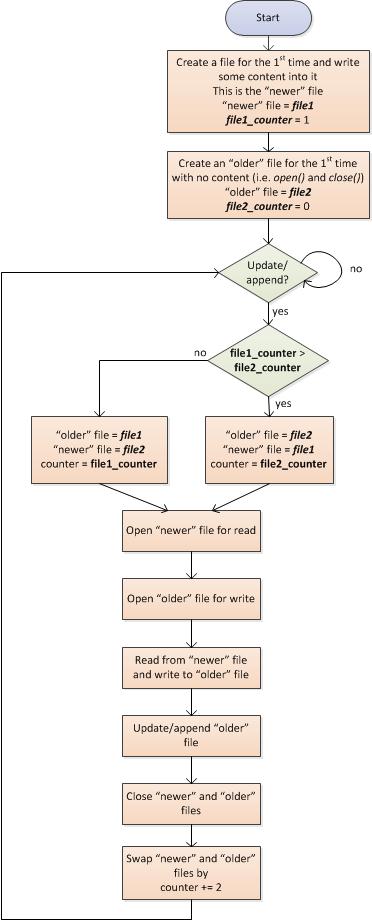 Start
Create a file for the 1st time and write
some content into it
This is the “newer” file
“newer” file = file1
file1_counter = 1
Create an “older” file for the 1st time
with no content (i.e. open() and close())
“older” file = file2
file2_counter = 0
Update/
append?
no
yes
file1_counter >
file2_counter
no
yes
“older” file = file1
“newer” file = file2
counter = file1_counter
“older” file = file2
“newer” file = file1
counter = file2_counter
Open “newer” file for read
Open “older” file for write
Read from “newer” file
and write to “older” file
Update/append “older”
file
Close “newer” and “older”
files
Swap “newer” and “older”
files by
counter += 2